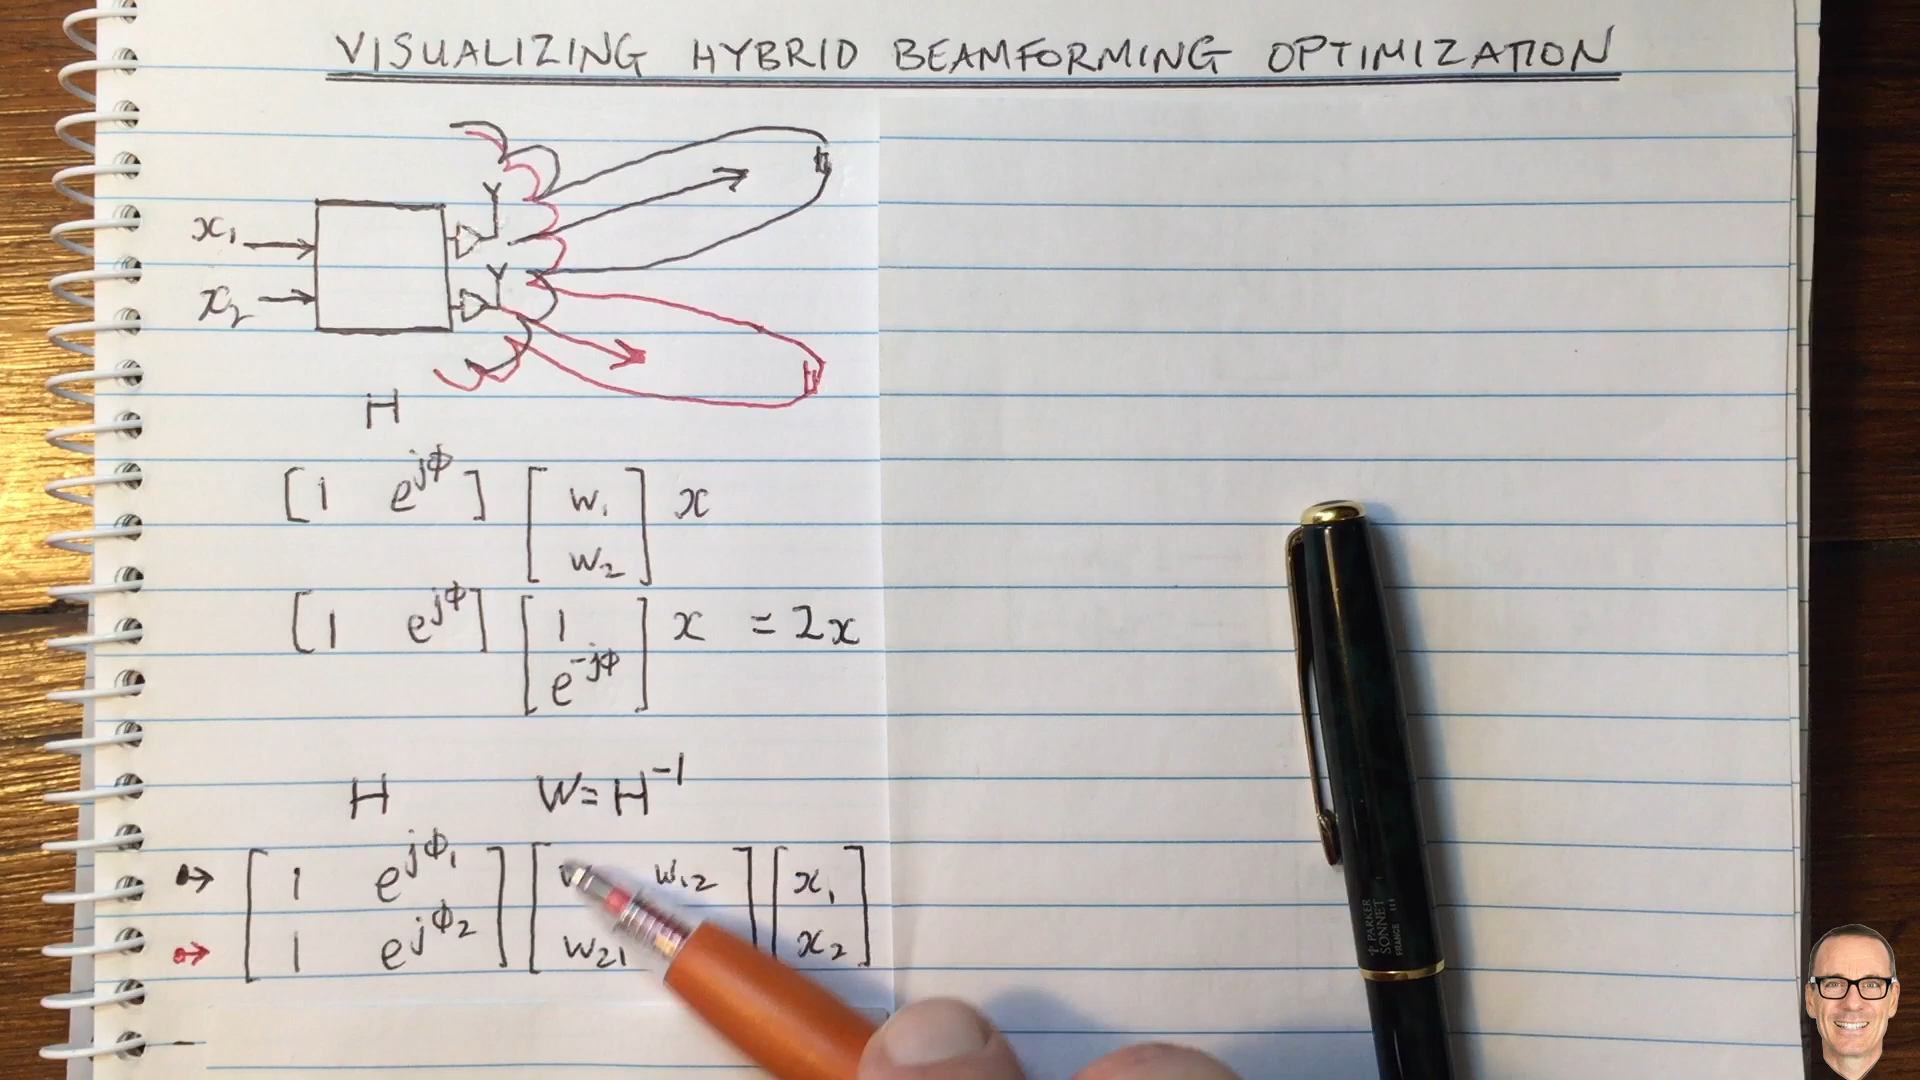 VISUALIZING HYBRID BEAMFORMING OPTIMIZATION
x₁
x₂
H
[ 1 e^{jϕ} ] [ w₁ ; w₂ ] x
[ 1 e^{jϕ} ] [ 1 ; e^{-jϕ} ] x = 2x
H W = H⁻¹
→ [ 1 e^{jϕ₁} ] [ w₁₂ ] [ x₁ ]
→ [ 1 e^{jϕ₂} ] [ w₂₁ ] [ x₂ ]
PARKER
SONNET
FRANCE III